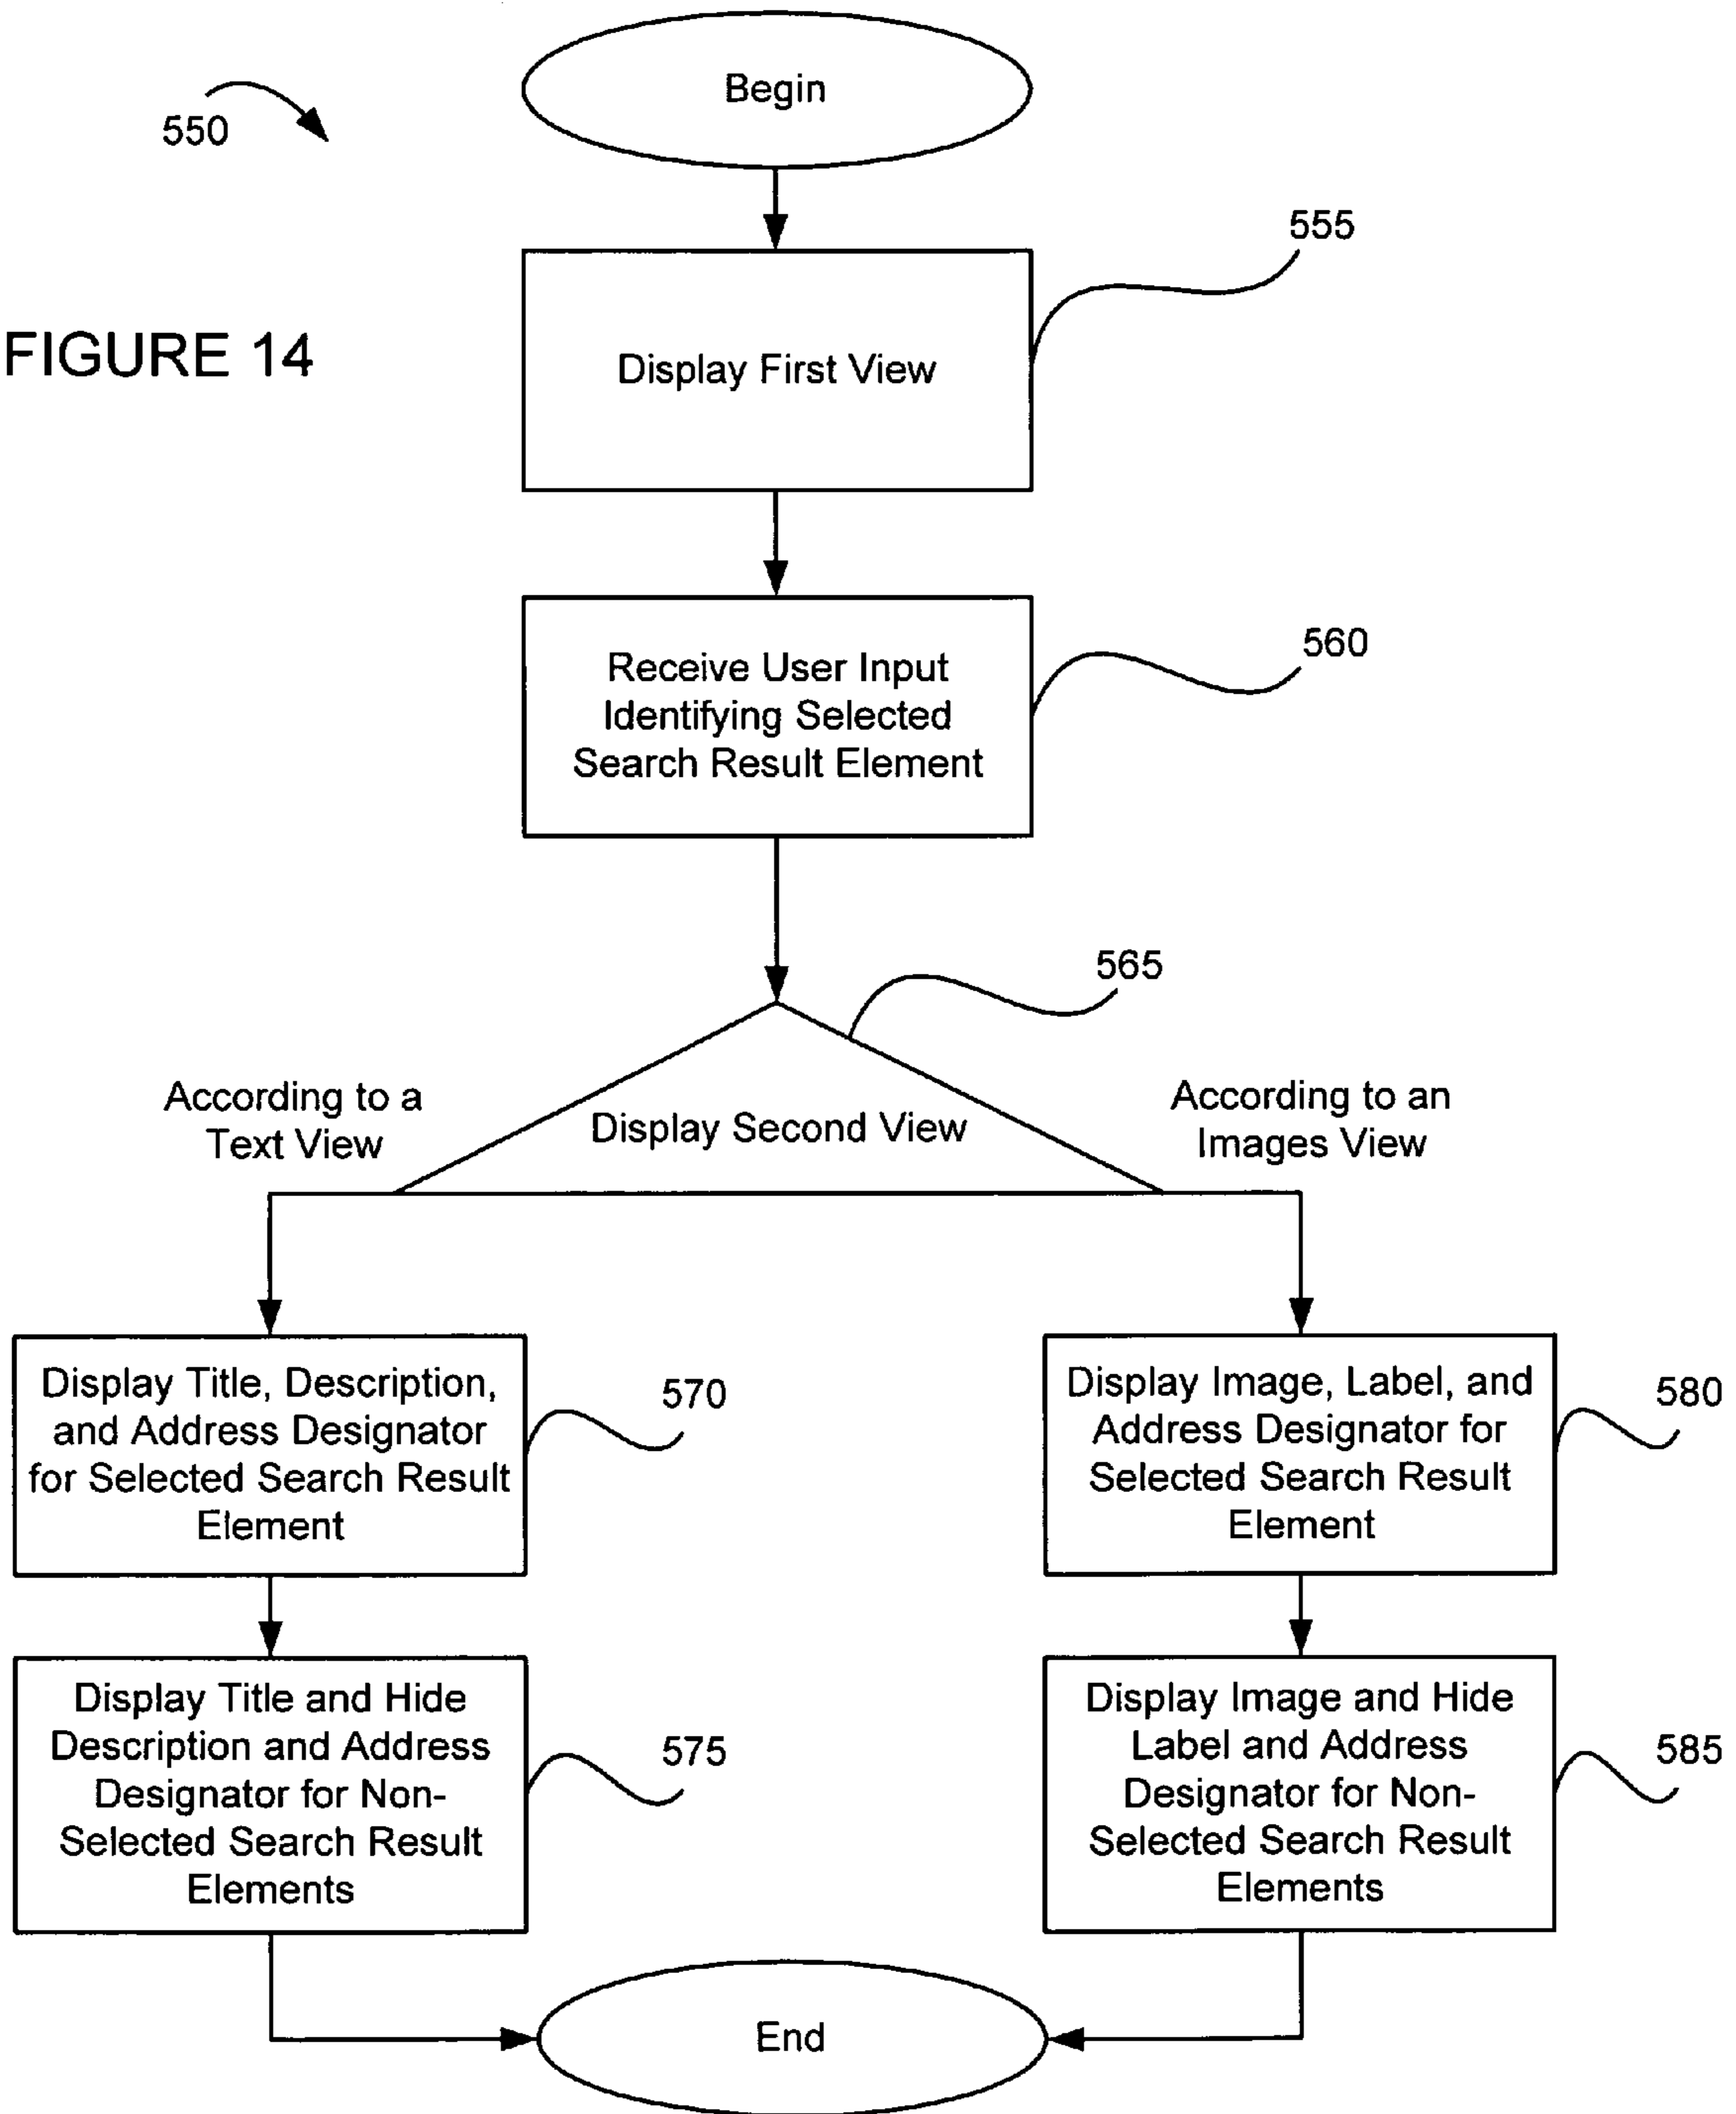 Begin
550
555
FIGURE 14
Display First View
560
Receive User Input
Identifying Selected
Search Result Element
565
According to a
Text View
Display Second View
According to an
Images View
Display Title, Description,
and Address Designator
for Selected Search Result
Element
570
Display Image, Label, and
Address Designator for
Selected Search Result
Element
580
Display Title and Hide
Description and Address
Designator for Non-
Selected Search Result
Elements
575
Display Image and Hide
Label and Address
Designator for Non-
Selected Search Result
Elements
585
End